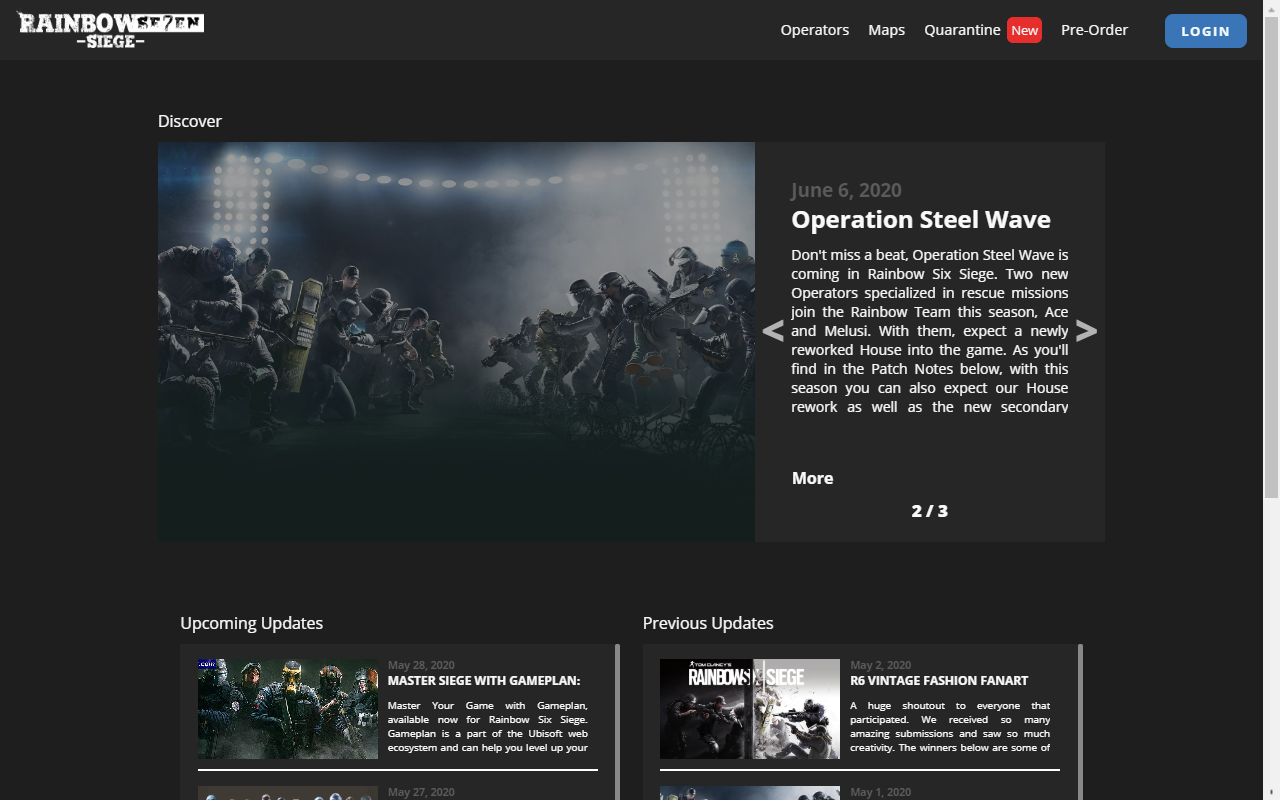 RAINBOW SE7EN
-SIEGE-
Operators Maps Quarantine New Pre-Order LOGIN
Discover
June 6, 2020
Operation Steel Wave
Don't miss a beat, Operation Steel Wave is
coming in Rainbow Six Siege. Two new
Operators specialized in rescue missions
join the Rainbow Team this season, Ace
and Melusi. With them, expect a newly
< reworked House into the game. As you'll >
find in the Patch Notes below, with this
season you can also expect our House
rework as well as the new secondary
More
2 / 3
Upcoming Updates
.com
May 28, 2020
MASTER SIEGE WITH GAMEPLAN:
Master Your Game with Gameplan,
available now for Rainbow Six Siege.
Gameplan is a part of the Ubisoft web
ecosystem and can help you level up your
May 27, 2020
Previous Updates
TOM CLANCY'S
RAINBOW SIX SIEGE
May 2, 2020
R6 VINTAGE FASHION FANART
A huge shoutout to everyone that
participated. We received so many
amazing submissions and saw so much
creativity. The winners below are some of
May 1, 2020